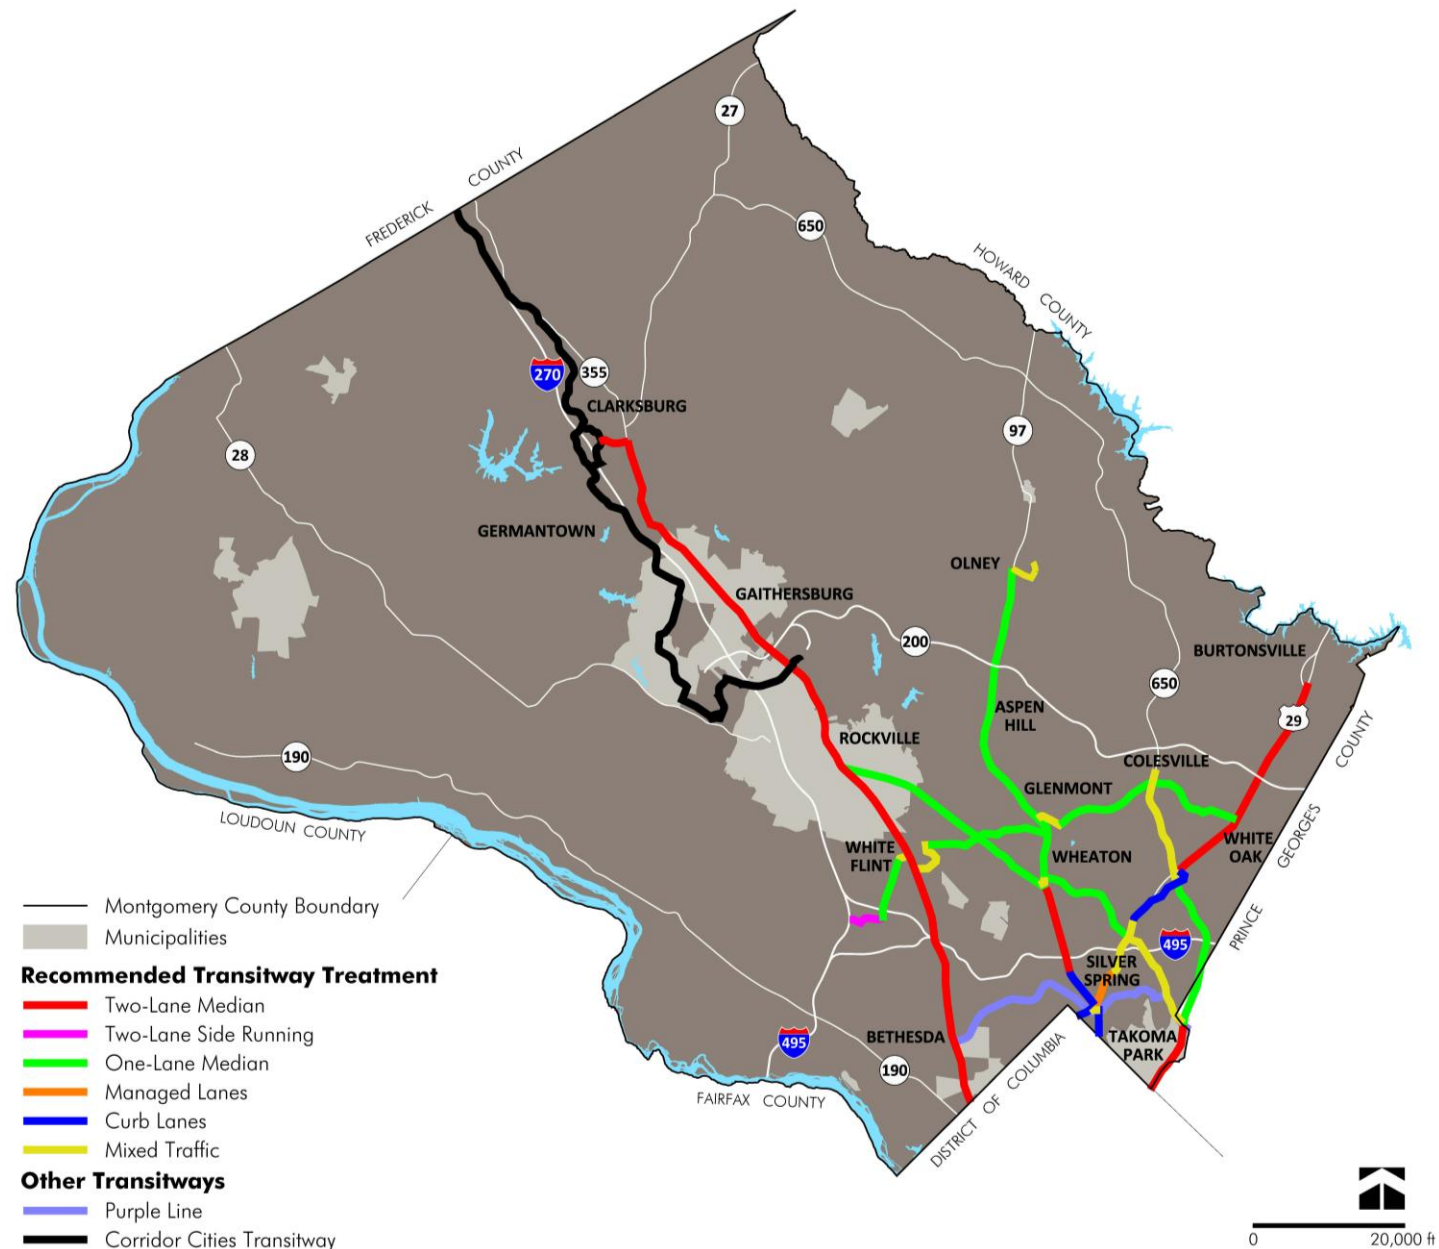 27
FREDERICK COUNTY
650
HOWARD COUNTY
270
355
CLARKSBURG
97
28
GERMANTOWN
OLNEY
GAITHERSBURG
200
BURTONSVILLE
650
ASPEN
HILL
29
ROCKVILLE
190
COLESVILLE
GLENMONT
LOUDOUN COUNTY
WHITE
FLINT
WHEATON
WHITE
OAK
PRINCE GEORGE'S COUNTY
495
SILVER
SPRING
BETHESDA
495
TAKOMA
PARK
190
FAIRFAX COUNTY
DISTRICT OF COLUMBIA
Montgomery County Boundary
Municipalities
Recommended Transitway Treatment
Two-Lane Median
Two-Lane Side Running
One-Lane Median
Managed Lanes
Curb Lanes
Mixed Traffic
Other Transitways
Purple Line
Corridor Cities Transitway
0 20,000 ft